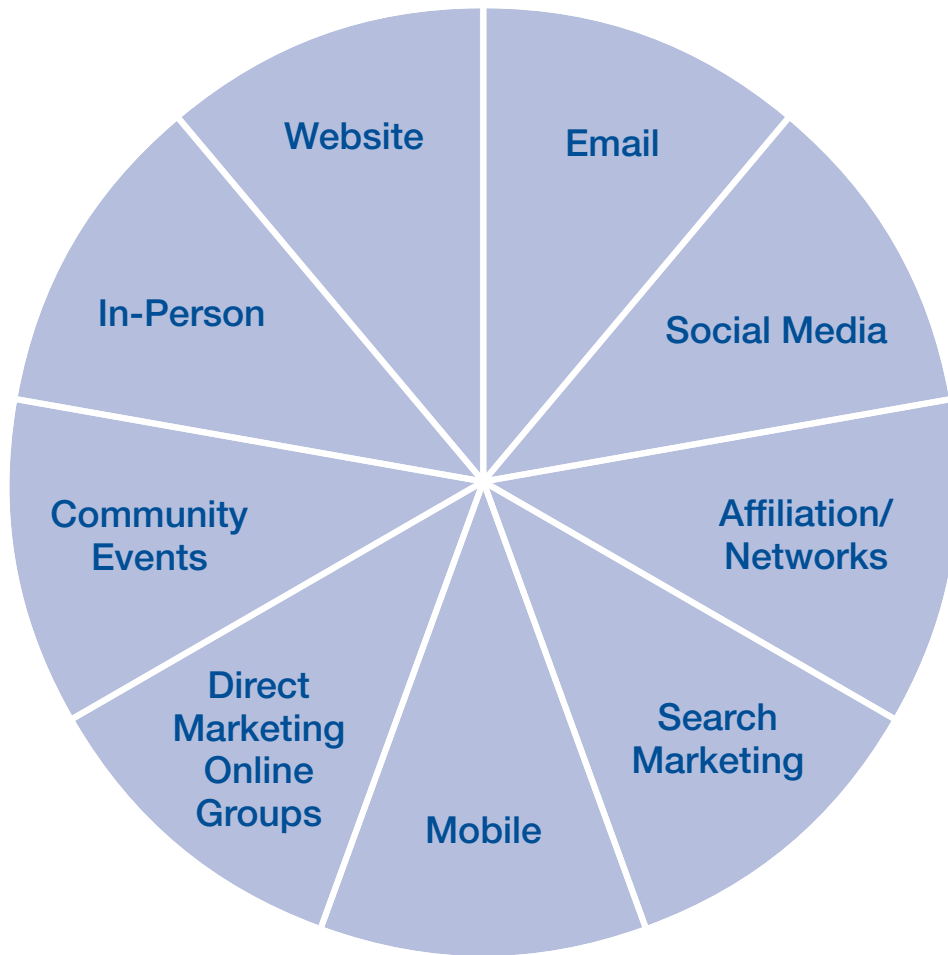 Website
Email
In-Person
Social Media
Community
Events
Affiliation/
Networks
Direct
Marketing
Online
Groups
Search
Marketing
Mobile